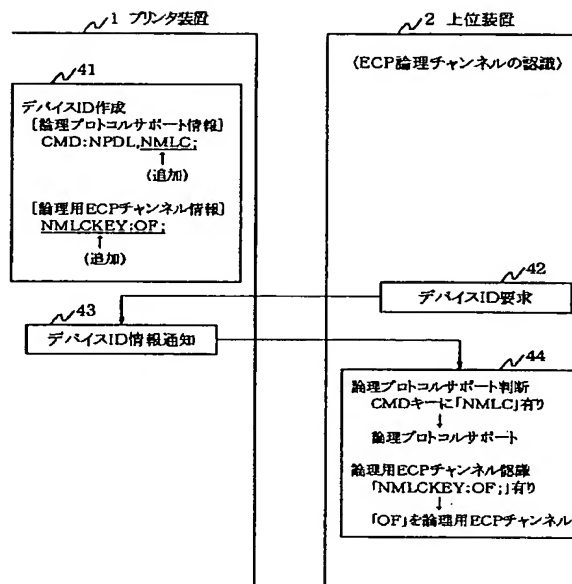 1 プリンタ装置
2 上位装置
41
デバイスID作成
[論理プロトコルサポート情報]
CMD:NPDL,NMLC;
↑
(追加)
[論理用ECPチャンネル情報]
NMLCKEY:OF;
↑
(追加)
〈ECP論理チャンネルの認識〉
42
デバイスID要求
43
デバイスID情報通知
44
論理プロトコルサポート判断
CMDキーに「NMLC」有り
↓
論理プロトコルサポート
論理用ECPチャンネル認識
「NMLCKEY:OF;」有り
↓
「OF」を論理用ECPチャンネル